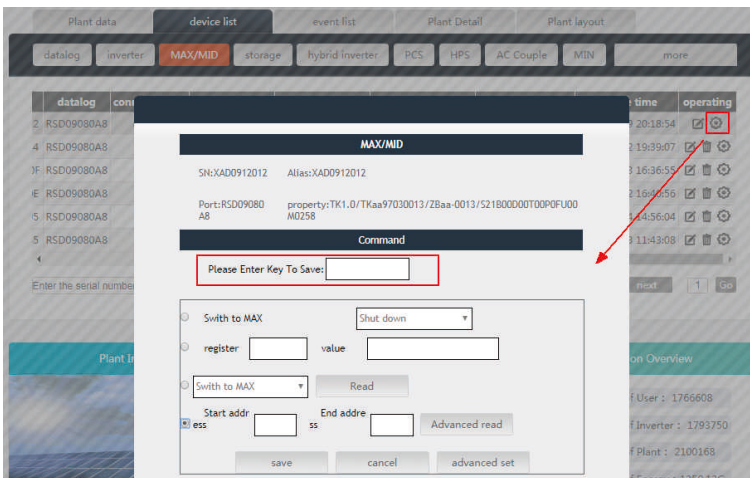 Plant data device list event list Plant Detail Plant layout
datalog inverter MAX/MID storage hybrid inverter PCS HPS AC Couple MIN more
datalog time operating
2 RSD09080A8 20:18:54
4 RSD09080A8 19:39:07
RSD09080A8 16:36:55
RSD09080A8 16:40:56
RSD09080A8 14:56:04
5 RSD09080A8 11:43:08
MAX/MID
SN:XAD0912012 Alias:XAD0912012
Port:RSD09080 property:TK1.0/TKaa97030013/ZBaa-0013/S21B00D00T00P0FU00
A8 M0258
Command
Please Enter Key To Save:
Enter the serial number next 1 Go
Swith to MAX Shut down
register value
Plant on Overview
Swith to MAX Read
f User : 1766608
Start addr End addre
ess ss Advanced read
f Inverter : 1793750
f Plant : 2100168
save cancel advanced set